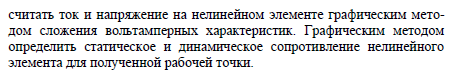 считать ток и напряжение на нелинейном элементе графическим мето-
дом сложения вольтамперных характеристик. Графическим методом
определить статическое и динамическое сопротивление нелинейного
элемента для полученной рабочей точки.